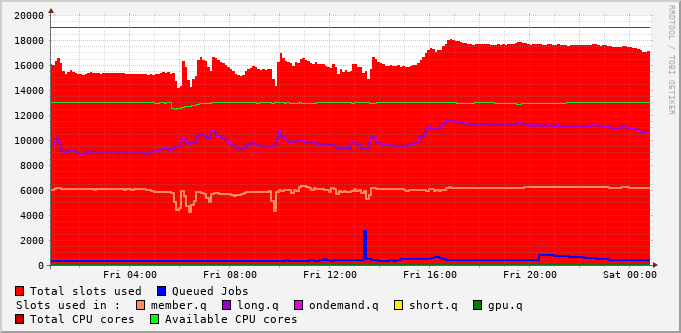 20000
18000
16000
14000
12000
10000
8000
6000
4000
2000
0
Fri 04:00 Fri 08:00 Fri 12:00 Fri 16:00 Fri 20:00 Sat 00:00
RRDTOOL / TOBI OETIKER
Total slots used Queued Jobs
Slots used in : member.q long.q ondemand.q short.q gpu.q
Total CPU cores Available CPU cores